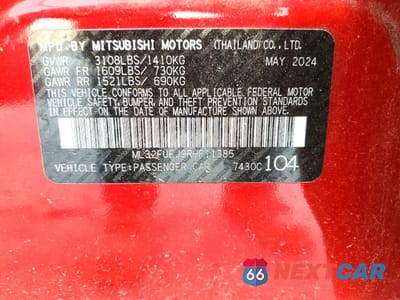 MFD.BY MITSUBISHI MOTORS (THAILAND) CO., LTD.
GVWR 3108LBS/1410KG MAY 2024
GAWR FR 1609LBS/ 730KG
GAWR RR 1521LBS/ 690KG
THIS VEHICLE CONFORMS TO ALL APPLICABLE FEDERAL MOTOR
VEHICLE SAFETY, BUMPER, AND THEFT PREVENTION STANDARDS
IN EFFECT ON THE DATE OF MANUFACTURE SHOWN ABOVE.
VEHICLE TYPE:PASSENGER CAR 7430C 104
66 NEXTCAR